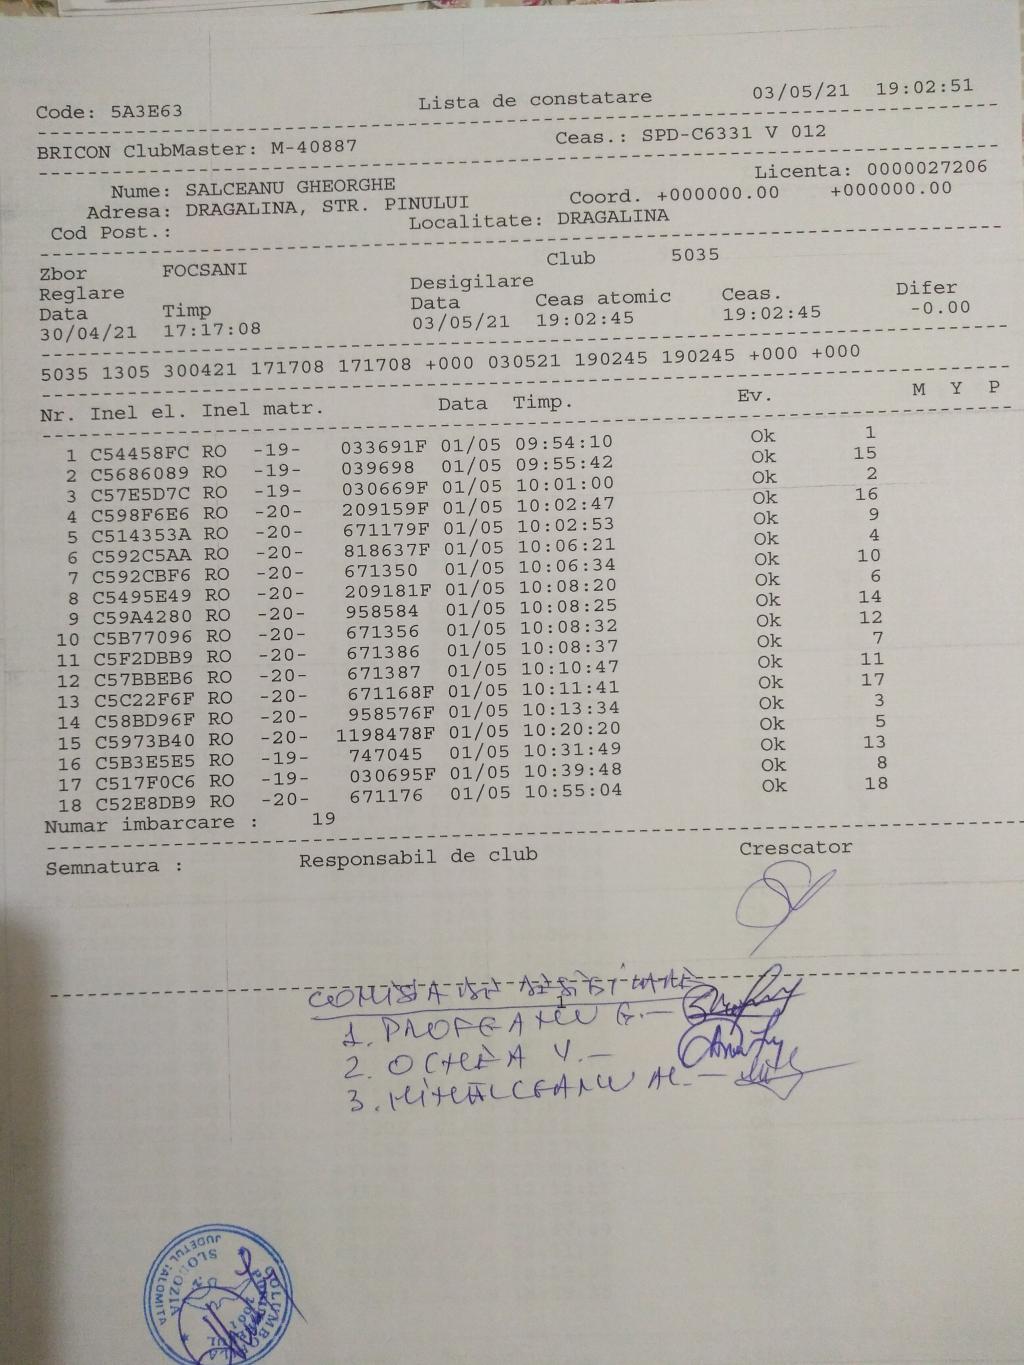 Code: 5A3E63 Lista de constatare 03/05/21 19:02:51
BRICON ClubMaster: M-40887 Ceas.: SPD-C6331 V 012
Licenta: 0000027206
Nume: SALCEANU GHEORGHE Coord. +000000.00 +000000.00
Adresa: DRAGALINA, STR. PINULUI
Cod Post.: Localitate: DRAGALINA
Zbor FOCSANI Club 5035
Reglare Desigilare
Data Timp Data Ceas atomic Ceas. Difer
30/04/21 17:17:08 03/05/21 19:02:45 19:02:45 -0.00
5035 1305 300421 171708 171708 +000 030521 190245 190245 +000 +000
Nr. Inel el. Inel matr. Data Timp. Ev. M Y P
1 C54458FC RO -19- 033691F 01/05 09:54:10 Ok 1
2 C5686089 RO -19- 039698 01/05 09:55:42 Ok 15
3 C57E5D7C RO -19- 030669F 01/05 10:01:00 Ok 2
4 C598F6E6 RO -20- 209159F 01/05 10:02:47 Ok 16
5 C514353A RO -20- 671179F 01/05 10:02:53 Ok 9
6 C592C5AA RO -20- 818637F 01/05 10:06:21 Ok 4
7 C592CBF6 RO -20- 671350 01/05 10:06:34 Ok 10
8 C5495E49 RO -20- 209181F 01/05 10:08:20 Ok 6
9 C59A4280 RO -20- 958584 01/05 10:08:25 Ok 14
10 C5B77096 RO -20- 671356 01/05 10:08:32 Ok 12
11 C5F2DBB9 RO -20- 671386 01/05 10:08:37 Ok 7
12 C57BBEB6 RO -20- 671387 01/05 10:10:47 Ok 11
13 C5C22F6F RO -20- 671168F 01/05 10:11:41 Ok 17
14 C58BD96F RO -20- 958576F 01/05 10:13:34 Ok 3
15 C5973B40 RO -20- 1198478F 01/05 10:20:20 Ok 5
16 C5B3E5E5 RO -19- 747045 01/05 10:31:49 Ok 13
17 C517F0C6 RO -19- 030695F 01/05 10:39:48 Ok 8
18 C52E8DB9 RO -20- 671176 01/05 10:55:04 Ok 18
Numar imbarcare : 19
Semnatura : Responsabil de club Crescator
1
1. PROFEANU G. —
2. OCHEA V. —
3. MIHĂLCEANU M. —
JUDETUL IALOMITA
SLOBOZIA